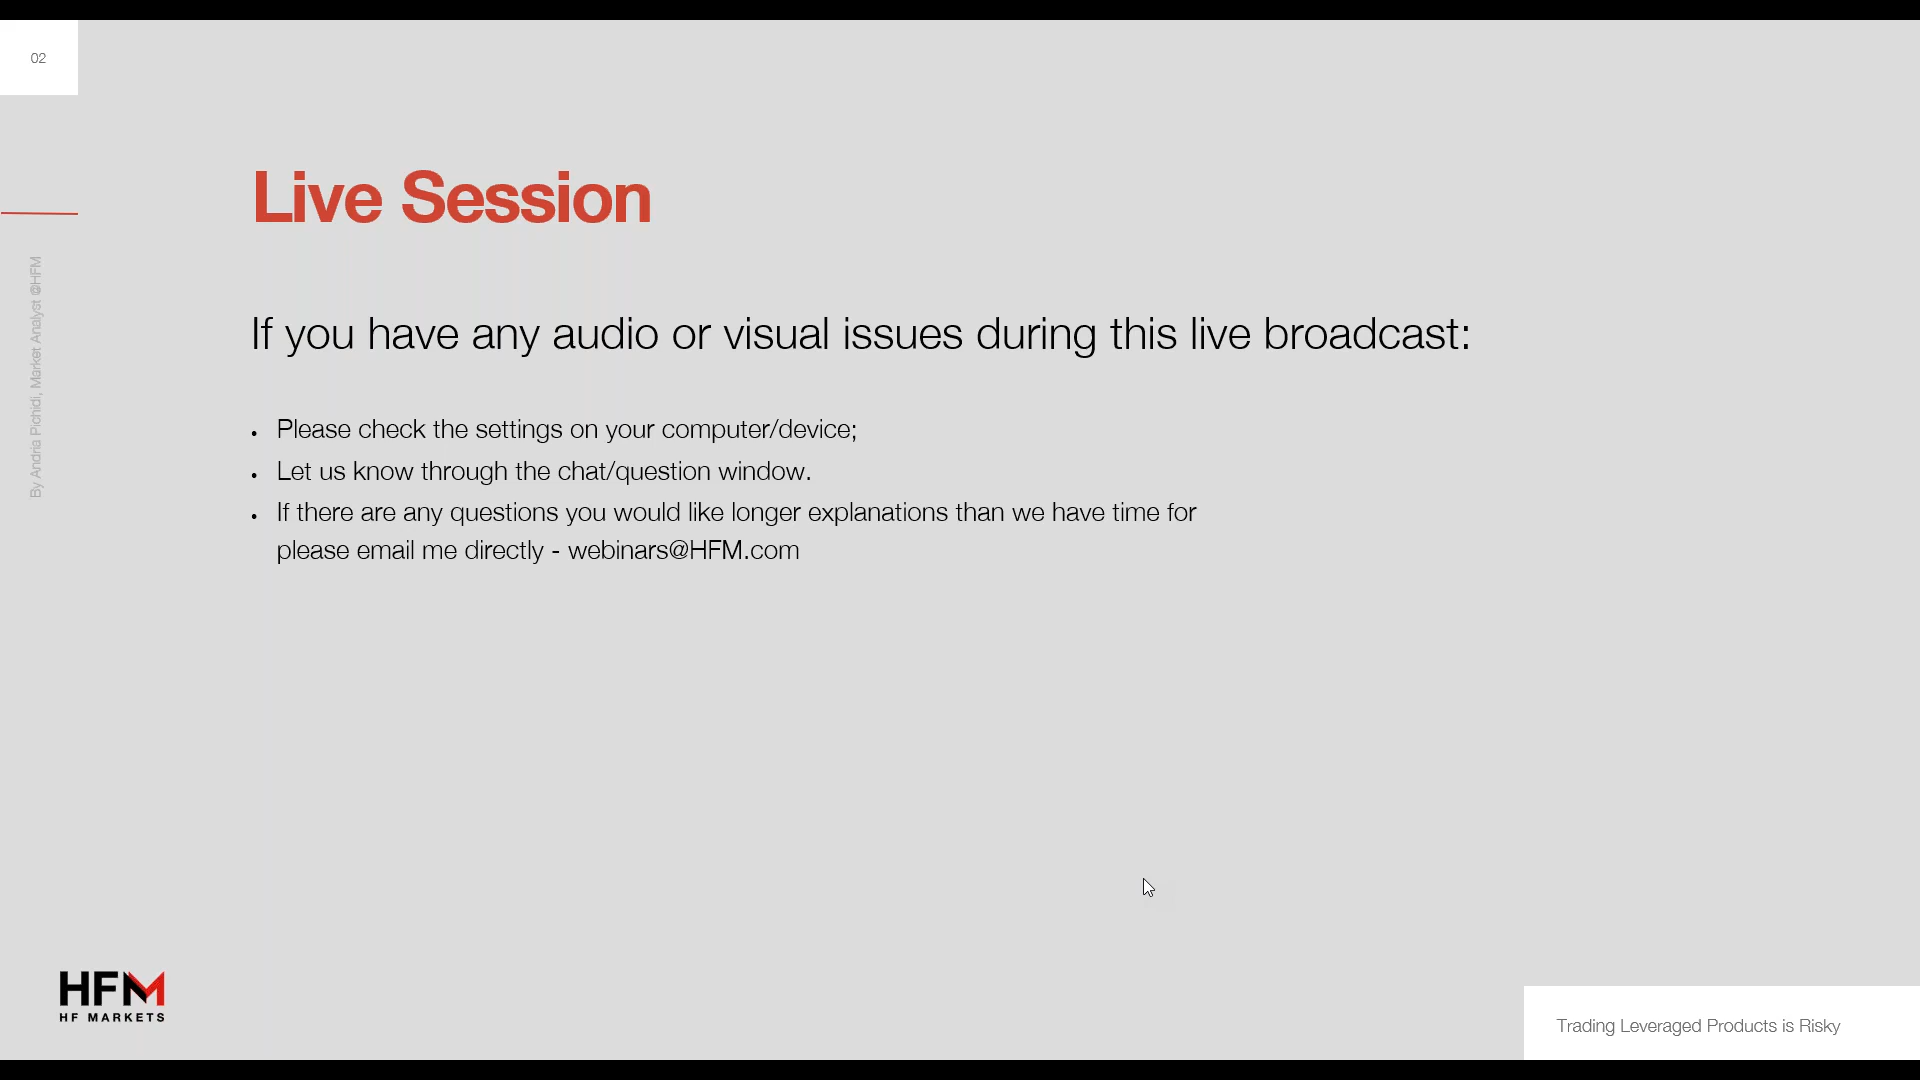 02
Live Session
By Andria Pichidi, Market Analyst @HFM
If you have any audio or visual issues during this live broadcast:
• Please check the settings on your computer/device;
• Let us know through the chat/question window.
• If there are any questions you would like longer explanations than we have time for
please email me directly - webinars@HFM.com
HFM
HF MARKETS
Trading Leveraged Products is Risky